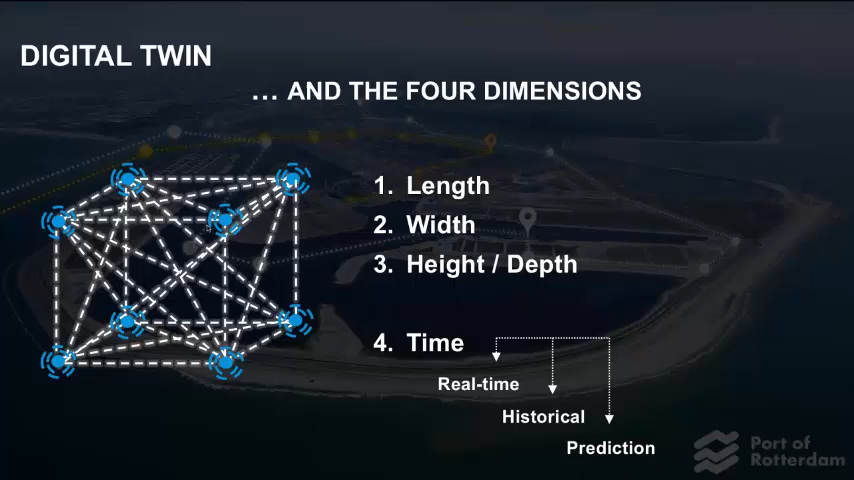 DIGITAL TWIN
... AND THE FOUR DIMENSIONS
1. Length
2. Width
3. Height / Depth
4. Time
Real-time
Historical
Prediction
Port of
Rotterdam